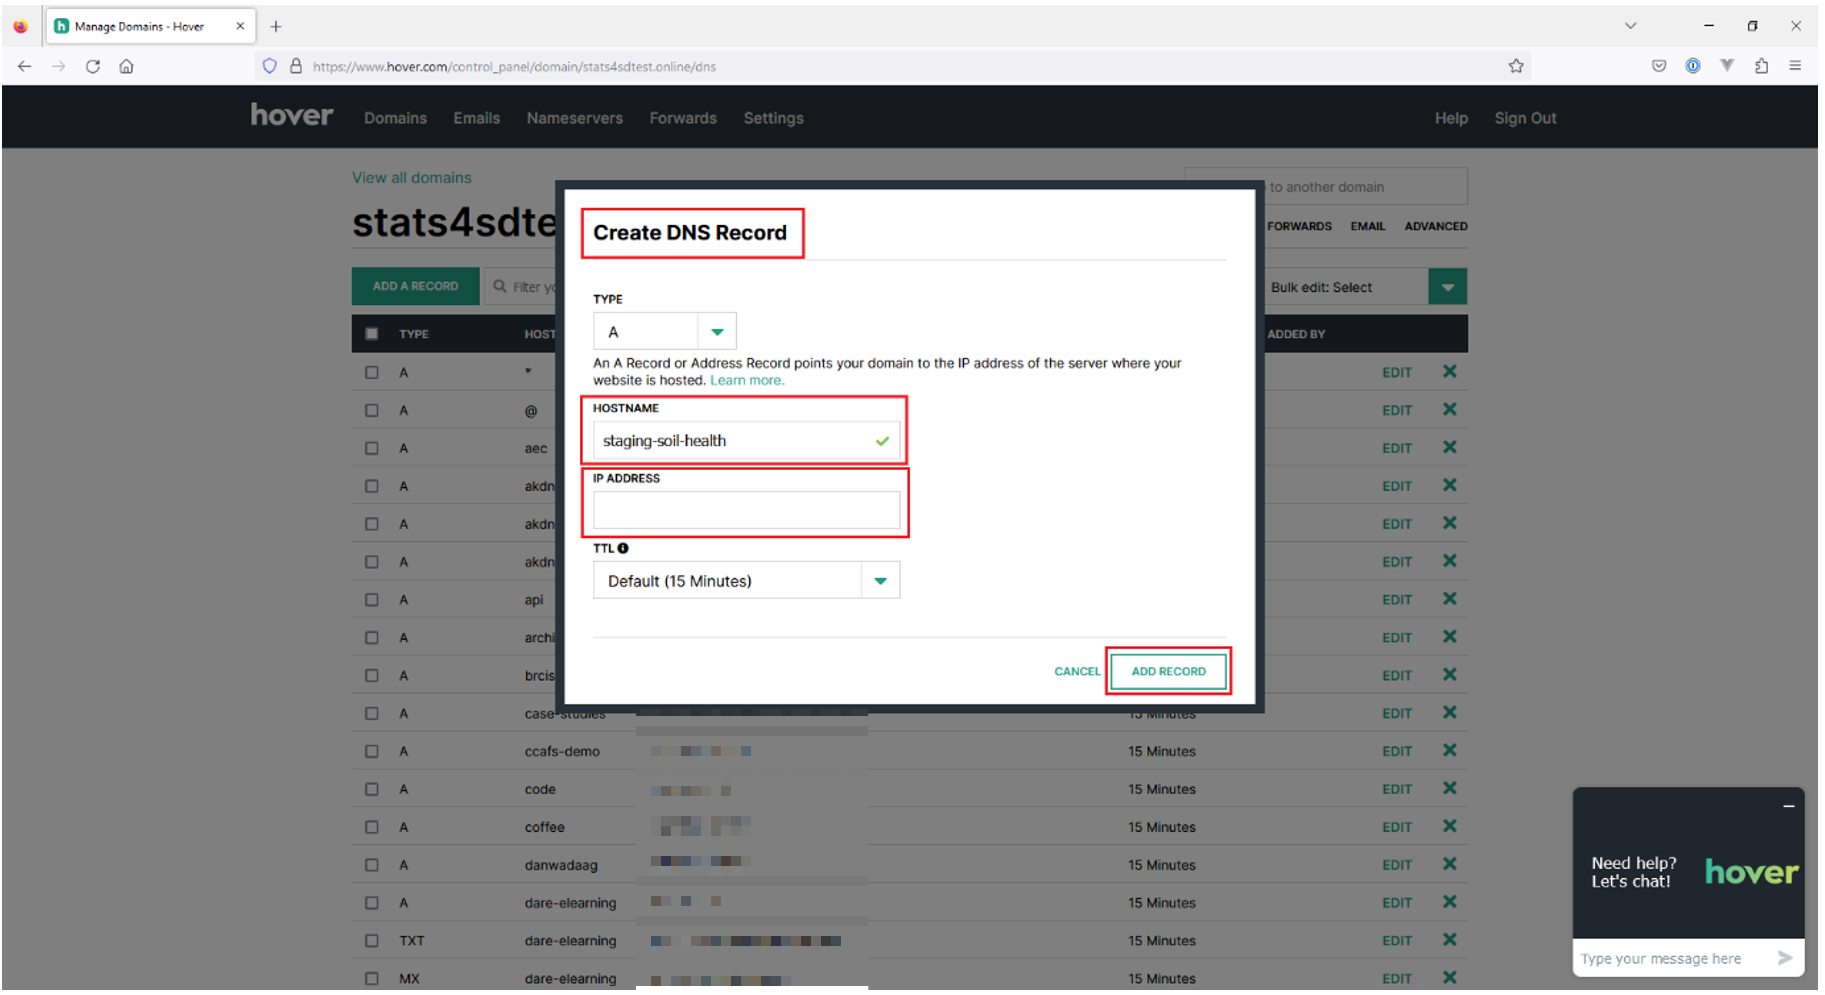 Manage Domains - Hover
https://www.hover.com/control_panel/domain/stats4sdtest.online/dns
hover Domains Emails Nameservers Forwards Settings Help Sign Out
View all domains
to another domain
stats4sdte
FORWARDS EMAIL ADVANCED
ADD A RECORD
Filter yo
Bulk edit: Select
TYPE HOST ADDED BY
Create DNS Record
TYPE
A
An A Record or Address Record points your domain to the IP address of the server where your
website is hosted. Learn more.
HOSTNAME
staging-soil-health
IP ADDRESS
TTL
Default (15 Minutes)
CANCEL ADD RECORD
A * EDIT
A @ EDIT
A aec EDIT
A akdn EDIT
A akdn EDIT
A akdn EDIT
A api EDIT
A archi EDIT
A brcis EDIT
A case-studies 15 Minutes EDIT
A ccafs-demo 15 Minutes EDIT
A code 15 Minutes EDIT
A coffee 15 Minutes EDIT
A danwadaag 15 Minutes EDIT
A dare-elearning 15 Minutes EDIT
TXT dare-elearning 15 Minutes EDIT
MX dare-elearning 15 Minutes EDIT
Need help?
Let's chat!
hover
Type your message here